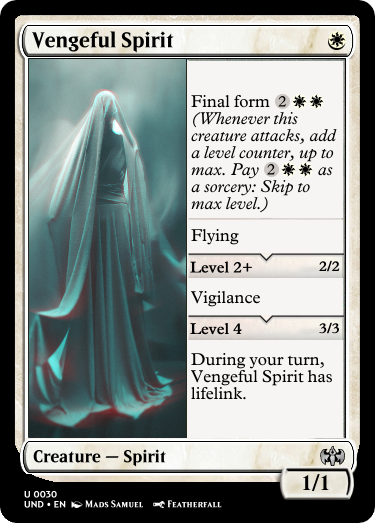 Vengeful Spirit
Final form 2
(Whenever this
creature attacks, add
a level counter, up to
max. Pay 2 as
a sorcery: Skip to
max level.)
Flying
Level 2+ 2/2
Vigilance
Level 4 3/3
During your turn,
Vengeful Spirit has
lifelink.
Creature — Spirit
1/1
U 0030
UND • EN Mads Samuel Featherfall